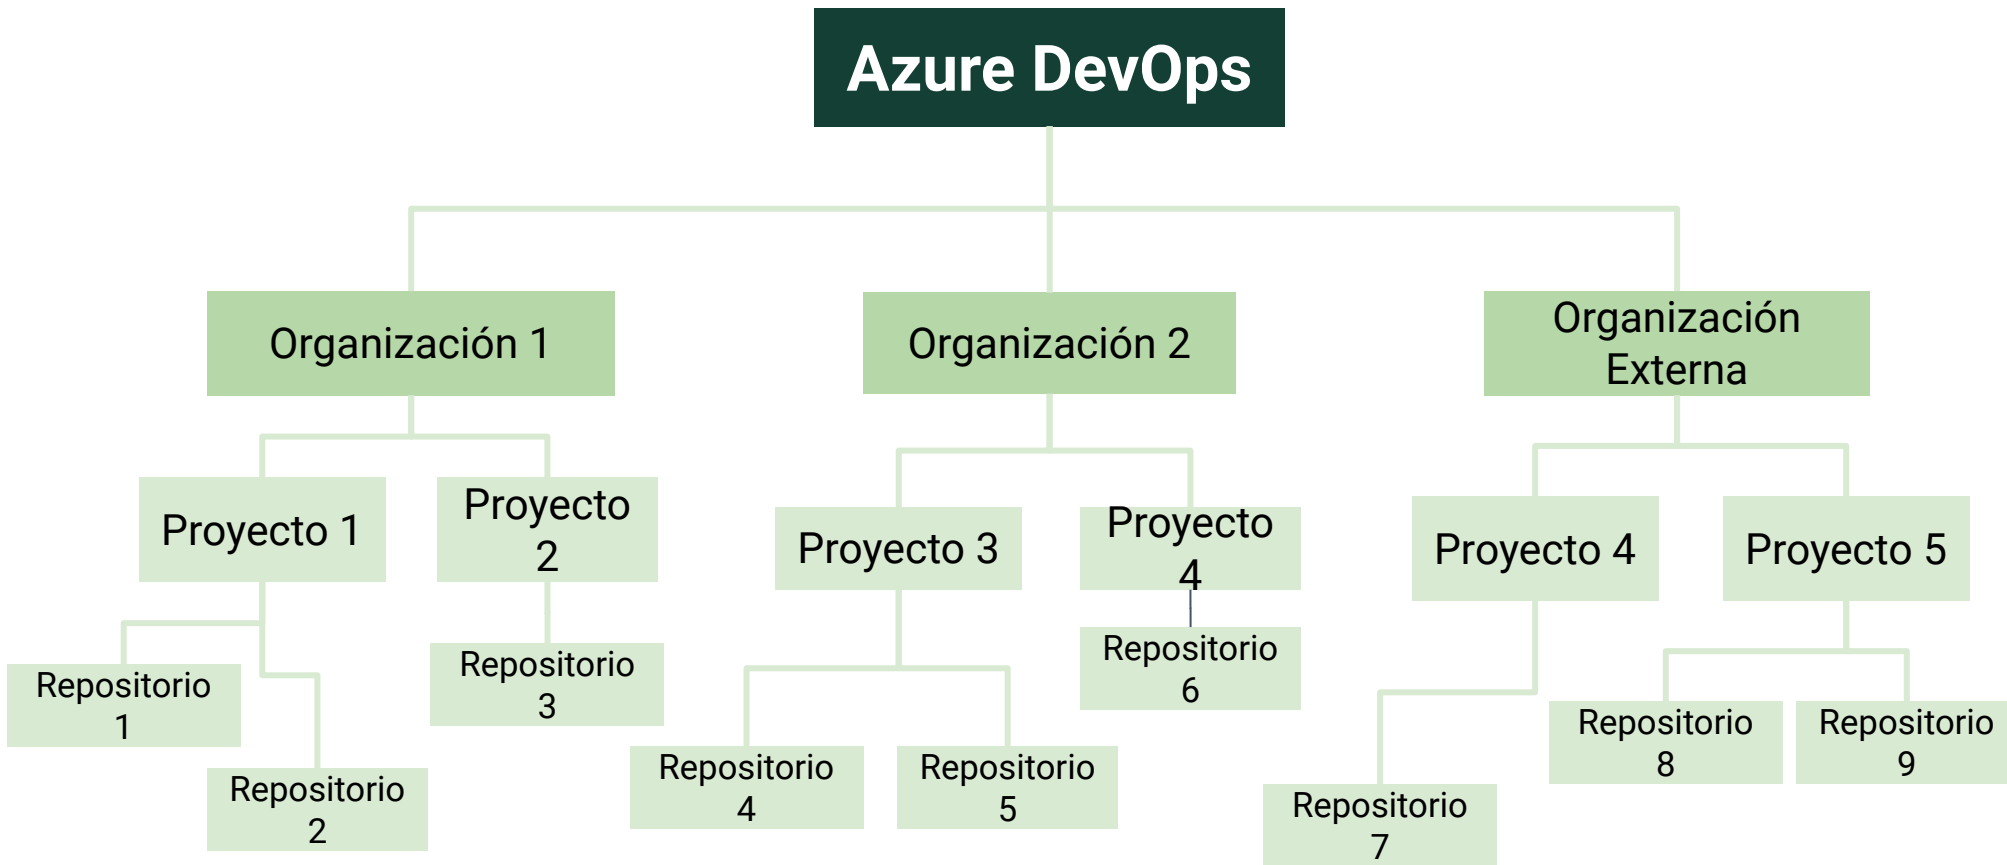 Azure DevOps
Organización 1
Organización 2
Organización
Externa
Proyecto 1
Proyecto
2
Proyecto 3
Proyecto
4
Proyecto 4
Proyecto 5
Repositorio
1
Repositorio
2
Repositorio
3
Repositorio
4
Repositorio
5
Repositorio
6
Repositorio
7
Repositorio
8
Repositorio
9